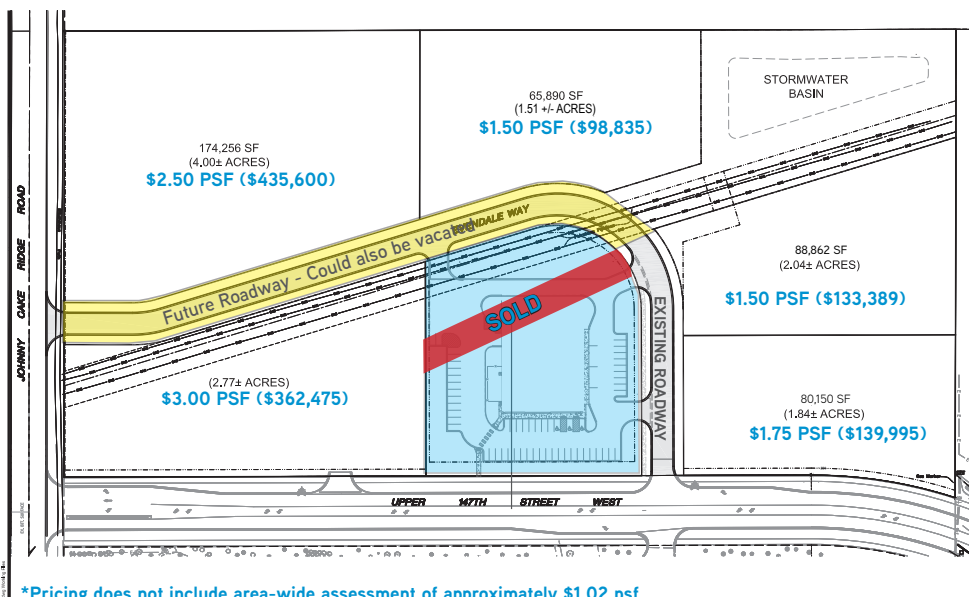 STORMWATER
BASIN
65,890 SF
(1.51 +/- ACRES)
$1.50 PSF ($98,835)
174,256 SF
(4.00± ACRES)
$2.50 PSF ($435,600)
JOHNNY CAKE RIDGE ROAD
WAY
Future Roadway - Could also be vacated
88,862 SF
(2.04± ACRES)
$1.50 PSF ($133,389)
SOLD
EXISTING ROADWAY
(2.77± ACRES)
$3.00 PSF ($362,475)
80,150 SF
(1.84± ACRES)
$1.75 PSF ($139,995)
UPPER 147TH STREET WEST
*Pricing does not include area-wide assessment of approximately $1.02 psf